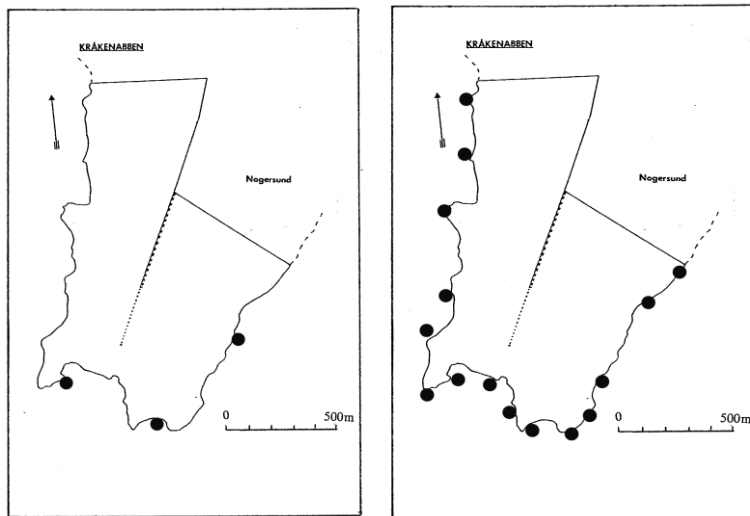 KRÅKENABBEN
Nogersund
0 500m
KRÅKENABBEN
Nogersund
0 500m